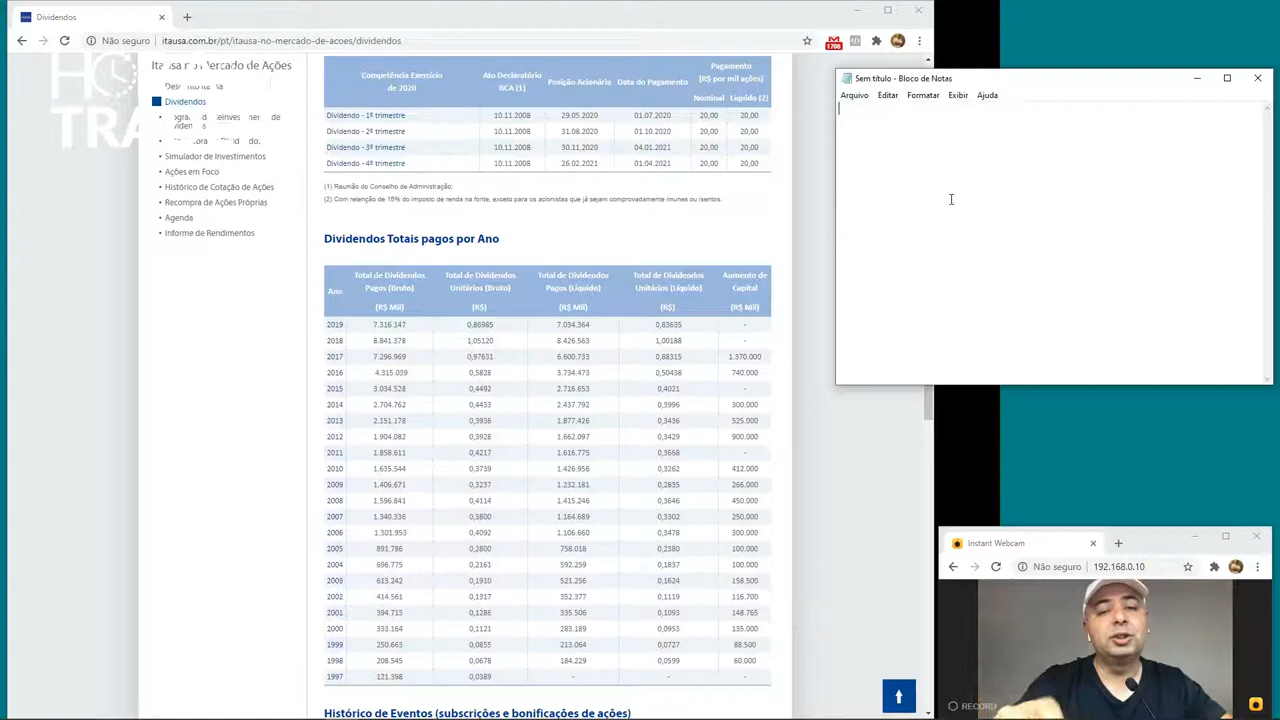 Dividendos
Não seguro
itausa.com.br/pt/itausa-no-mercado-de-acoes/dividendos
1708
Mercado de Ações
Dividendos
Simulador de Investimentos
Ações em Foco
Histórico de Cotação de Ações
Recompra de Ações Próprias
Agenda
Informe de Rendimentos
Competência Exercício de 2020 Ato Declaratório RCA (1) Posição Acionária Data do Pagamento Pagamento (R$ por mil ações) Nominal Líquido (2)
Dividendo - 1º trimestre 10.11.2008 29.05.2020 01.07.2020 20,00 20,00
Dividendo - 2º trimestre 10.11.2008 31.08.2020 01.10.2020 20,00 20,00
Dividendo - 3º trimestre 10.11.2008 30.11.2020 04.01.2021 20,00 20,00
Dividendo - 4º trimestre 10.11.2008 26.02.2021 01.04.2021 20,00 20,00
(1) Reunião do Conselho de Administração;
(2) Com retenção de 15% do imposto de renda na fonte, exceto para os acionistas que já sejam comprovadamente imunes ou isentos.
Dividendos Totais pagos por Ano
Ano Total de Dividendos Pagos (Bruto) (R$ Mil) Total de Dividendos Unitários (Bruto) (R$) Total de Dividendos Pagos (Líquido) (R$ Mil) Total de Dividendos Unitários (Líquido) (R$) Aumento de Capital (R$ Mil)
2019 7.316.147 0,86985 7.034.364 0,83635 -
2018 8.841.378 1,05120 8.426.563 1,00188 -
2017 7.296.969 0,97631 6.600.733 0,88315 1.370.000
2016 4.315.039 0,5828 3.734.473 0,50438 740.000
2015 3.034.528 0,4492 2.716.653 0,4021 -
2014 2.704.762 0,4433 2.437.792 0,3996 300.000
2013 2.151.178 0,3936 1.877.426 0,3436 525.000
2012 1.904.082 0,3928 1.662.097 0,3429 900.000
2011 1.858.611 0,4217 1.616.775 0,3668 -
2010 1.635.544 0,3739 1.426.956 0,3262 412.000
2009 1.406.671 0,3237 1.232.181 0,2835 266.000
2008 1.596.841 0,4114 1.415.246 0,3646 450.000
2007 1.340.336 0,3800 1.164.689 0,3302 250.000
2006 1.301.953 0,4092 1.106.660 0,3478 300.000
2005 891.786 0,2800 758.018 0,2380 100.000
2004 696.775 0,2161 592.259 0,1837 100.000
2003 613.242 0,1910 521.256 0,1624 158.500
2002 414.561 0,1317 352.377 0,1119 116.700
2001 394.713 0,1286 335.506 0,1093 148.765
2000 333.164 0,1121 283.189 0,0953 135.000
1999 250.663 0,0855 213.064 0,0727 88.500
1998 208.545 0,0678 184.229 0,0599 60.000
1997 121.398 0,0389 - - -
Histórico de Eventos (subscrições e bonificações de ações)
Sem título - Bloco de Notas
Arquivo Editar Formatar Exibir Ajuda
Instant Webcam
Não seguro
192.168.0.10
RECORD